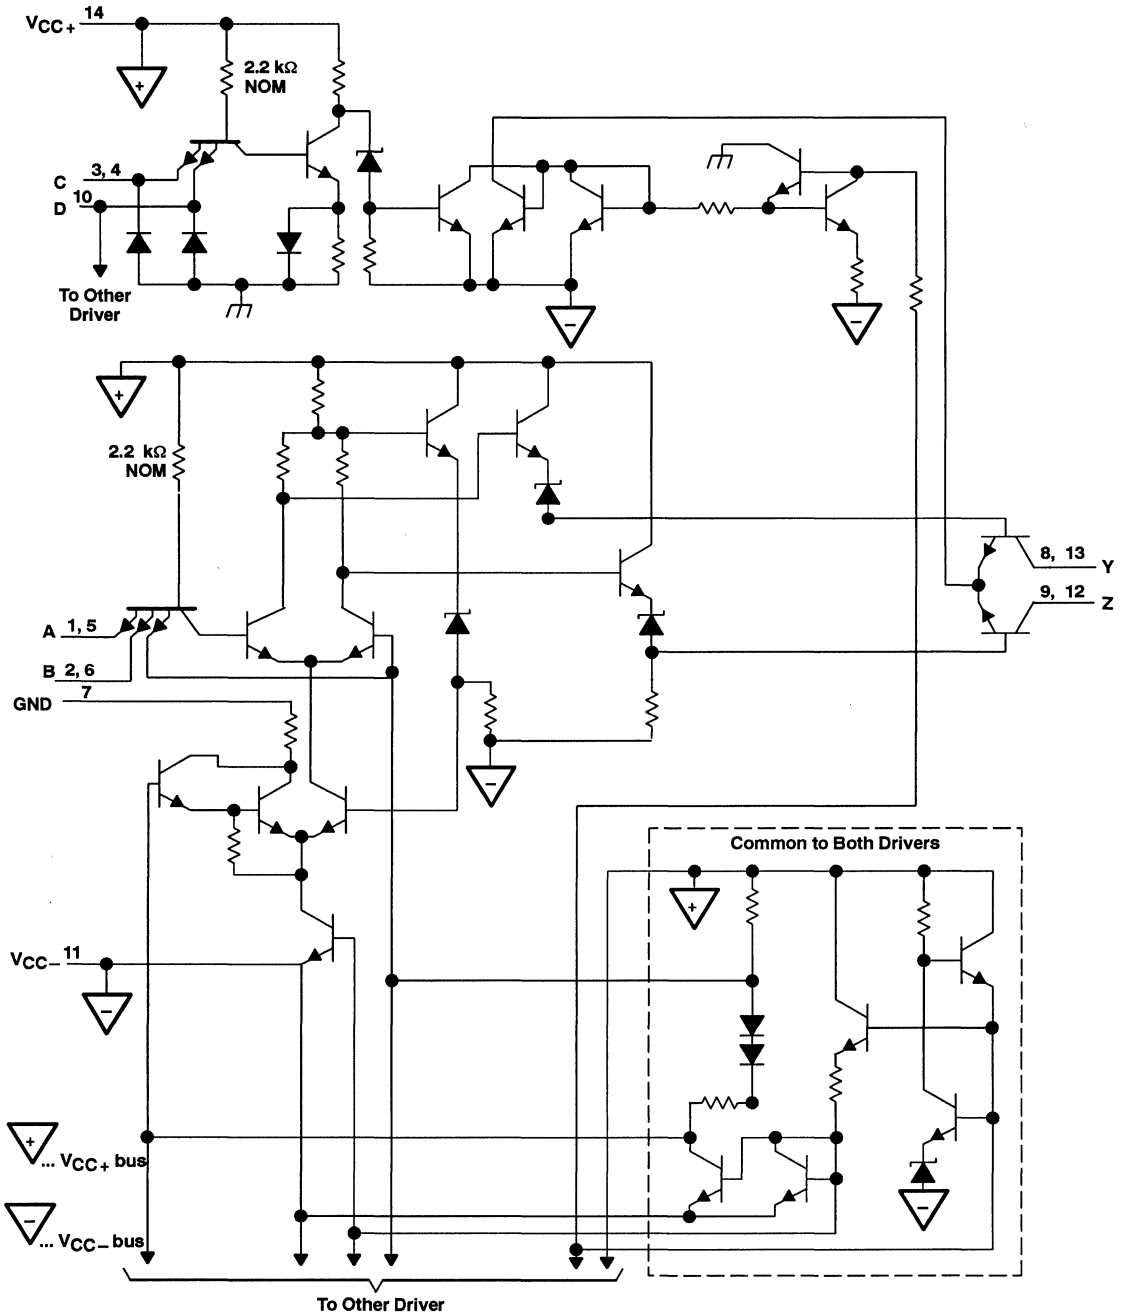 VCC+ 14
+
2.2 kΩ
NOM
C 3, 4
D 10
To Other
Driver
−
−
+
2.2 kΩ
NOM
8, 13 Y
9, 12 Z
A 1, 5
B 2, 6
GND 7
−
Common to Both Drivers
+
VCC− 11
−
+ ... VCC+ bus
−
− ... VCC− bus
To Other Driver